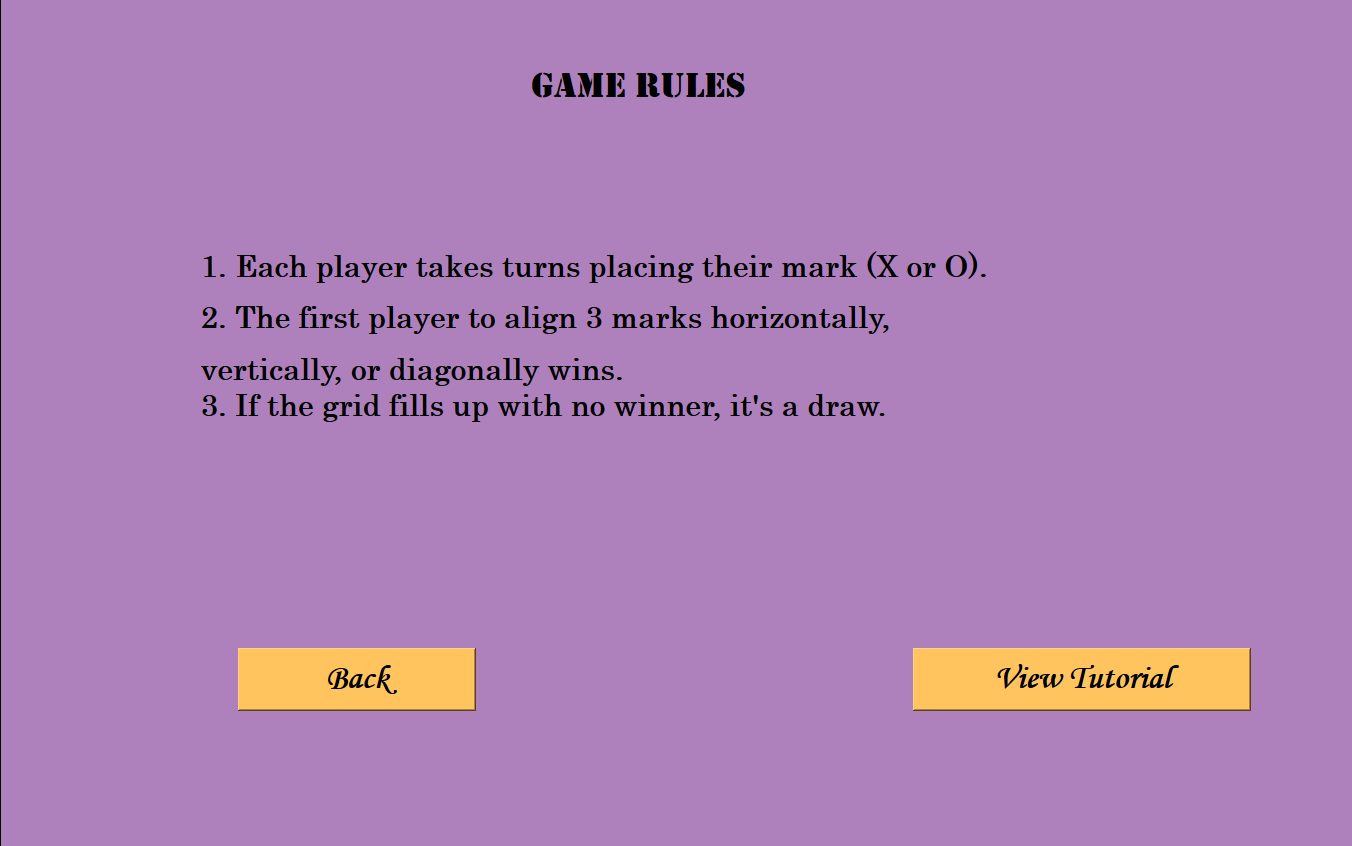 GAME RULES
1. Each player takes turns placing their mark (X or O).
2. The first player to align 3 marks horizontally,
vertically, or diagonally wins.
3. If the grid fills up with no winner, it's a draw.
Back
View Tutorial